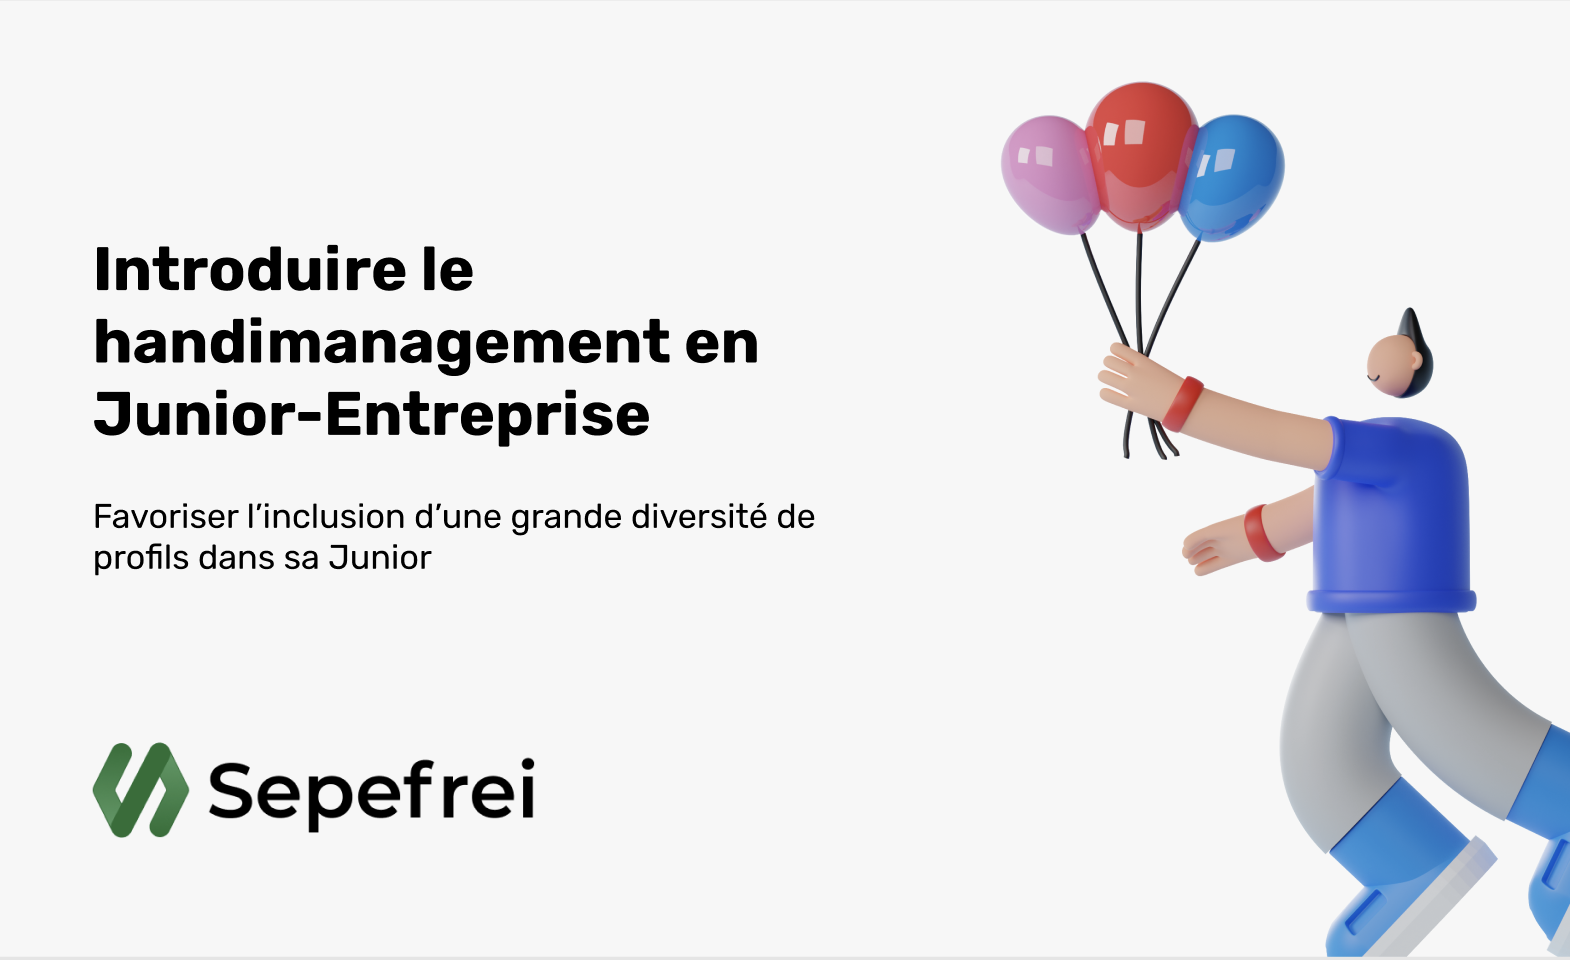 Introduire le
handimanagement en
Junior-Entreprise
Favoriser l’inclusion d’une grande diversité de
profils dans sa Junior
Sepefrei